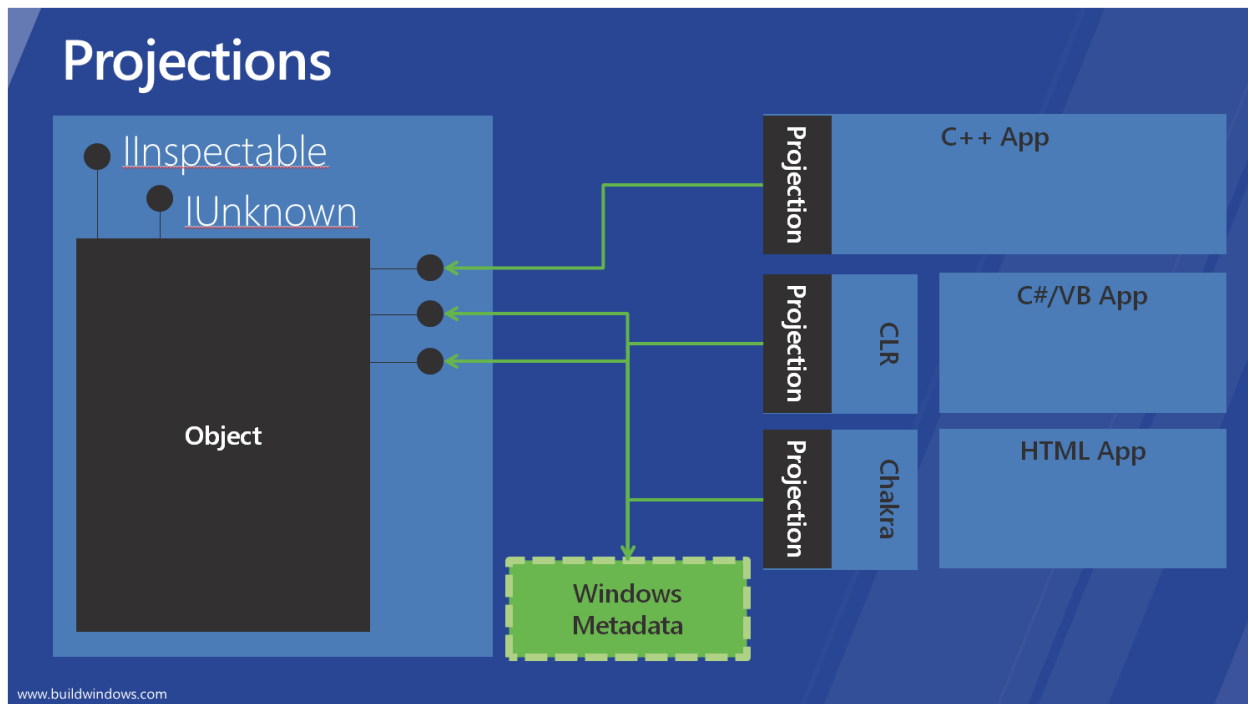 Projections
IInspectable
IUnknown
Object
Projection
C++ App
Projection
CLR
C#/VB App
Projection
Chakra
HTML App
Windows
Metadata
www.buildwindows.com